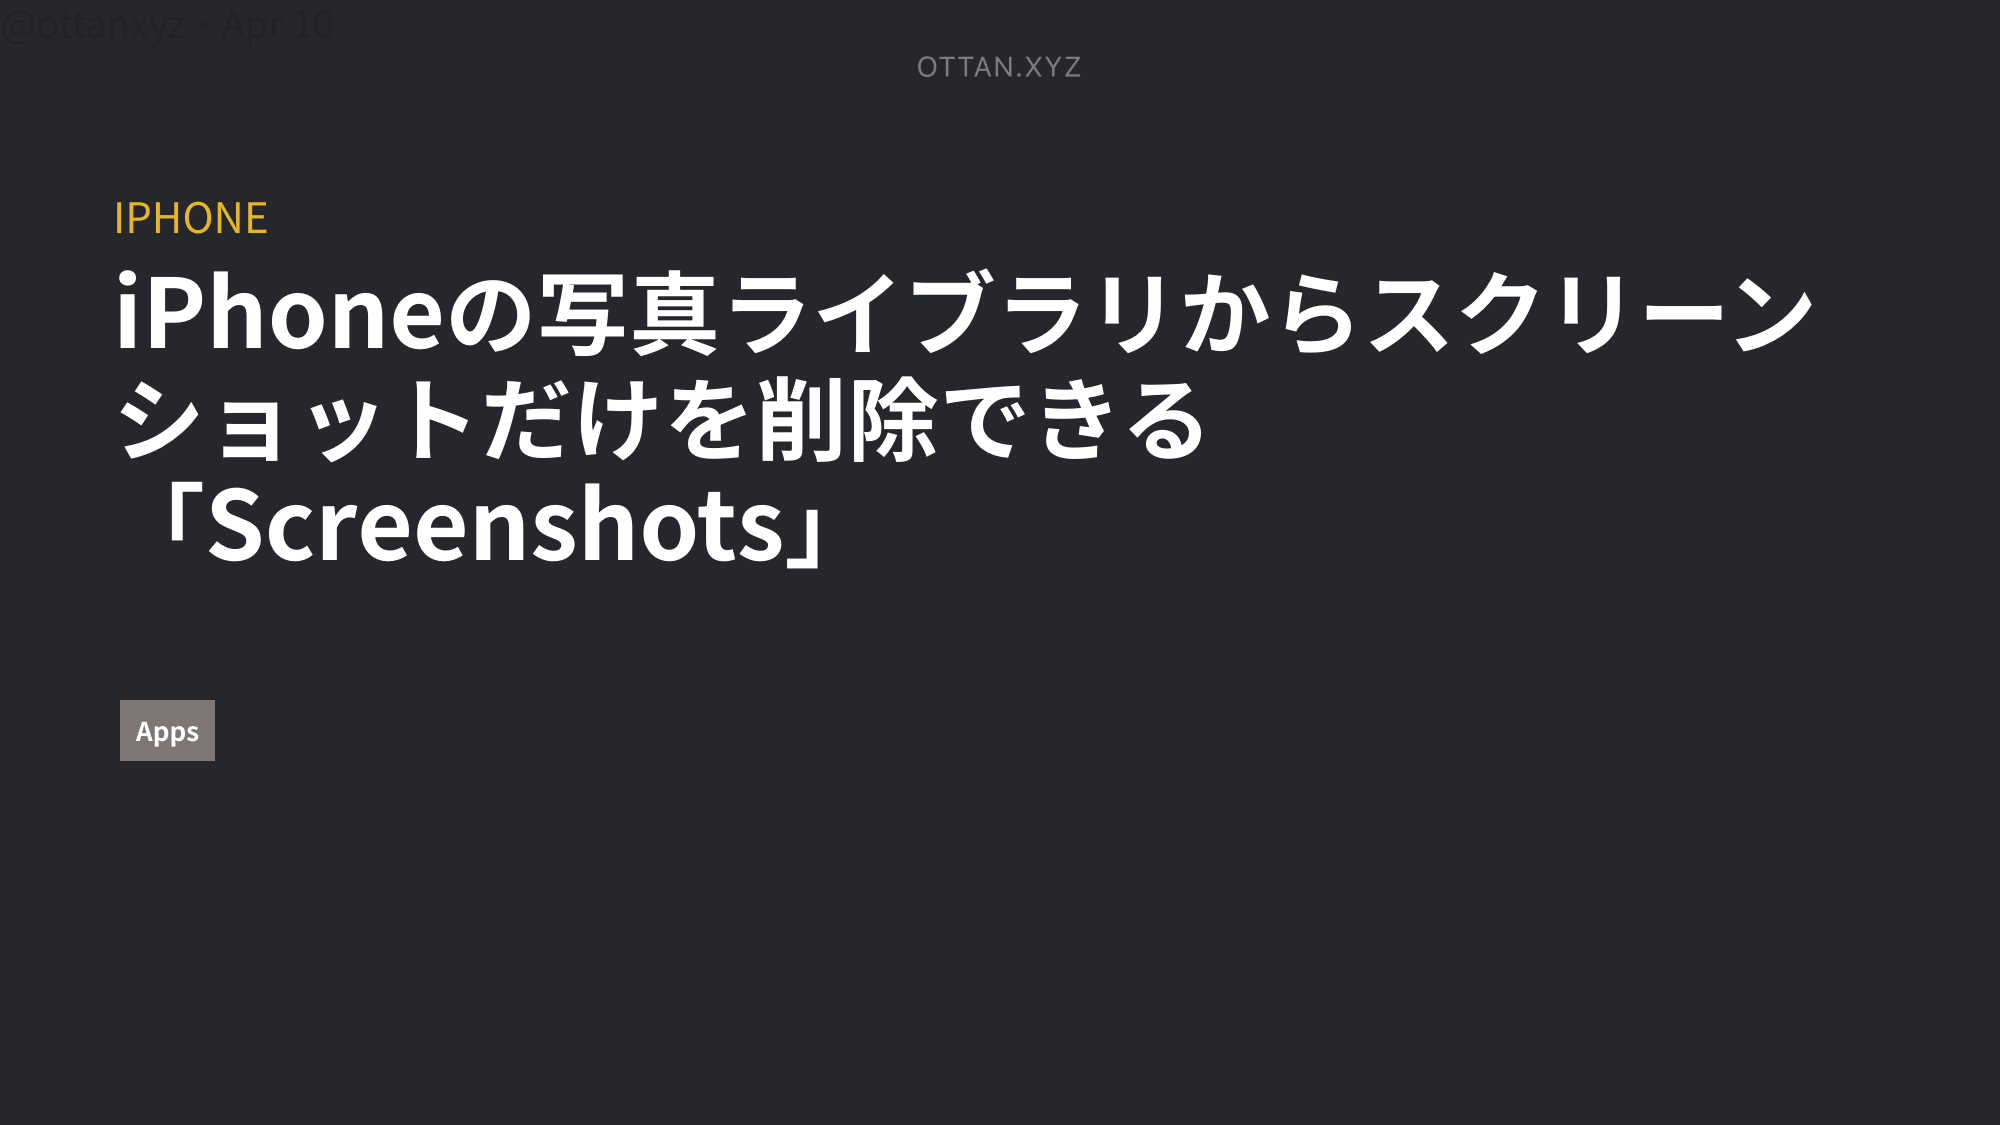 @ottanxyz・Apr 10
OTTAN.XYZ
IPHONE
iPhoneの写真ライブラリからスクリーン
ショットだけを削除できる
「Screenshots」
Apps